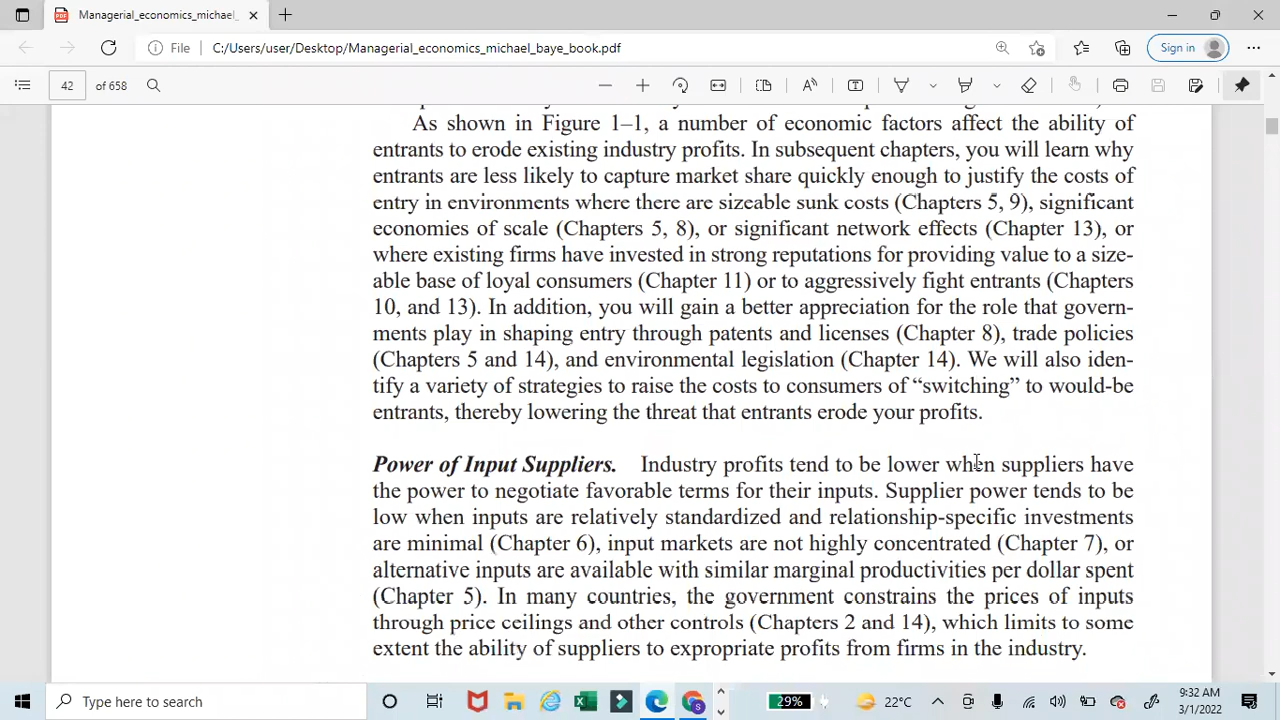 Managerial_economics_michael_
File
C:/Users/user/Desktop/Managerial_economics_michael_baye_book.pdf
Sign in
42 of 658
As shown in Figure 1–1, a number of economic factors affect the ability of
entrants to erode existing industry profits. In subsequent chapters, you will learn why
entrants are less likely to capture market share quickly enough to justify the costs of
entry in environments where there are sizeable sunk costs (Chapters 5, 9), significant
economies of scale (Chapters 5, 8), or significant network effects (Chapter 13), or
where existing firms have invested in strong reputations for providing value to a size-
able base of loyal consumers (Chapter 11) or to aggressively fight entrants (Chapters
10, and 13). In addition, you will gain a better appreciation for the role that govern-
ments play in shaping entry through patents and licenses (Chapter 8), trade policies
(Chapters 5 and 14), and environmental legislation (Chapter 14). We will also iden-
tify a variety of strategies to raise the costs to consumers of “switching” to would-be
entrants, thereby lowering the threat that entrants erode your profits.
Power of Input Suppliers. Industry profits tend to be lower when suppliers have
the power to negotiate favorable terms for their inputs. Supplier power tends to be
low when inputs are relatively standardized and relationship-specific investments
are minimal (Chapter 6), input markets are not highly concentrated (Chapter 7), or
alternative inputs are available with similar marginal productivities per dollar spent
(Chapter 5). In many countries, the government constrains the prices of inputs
through price ceilings and other controls (Chapters 2 and 14), which limits to some
extent the ability of suppliers to expropriate profits from firms in the industry.
Type here to search
29%
22°C
9:32 AM
3/1/2022